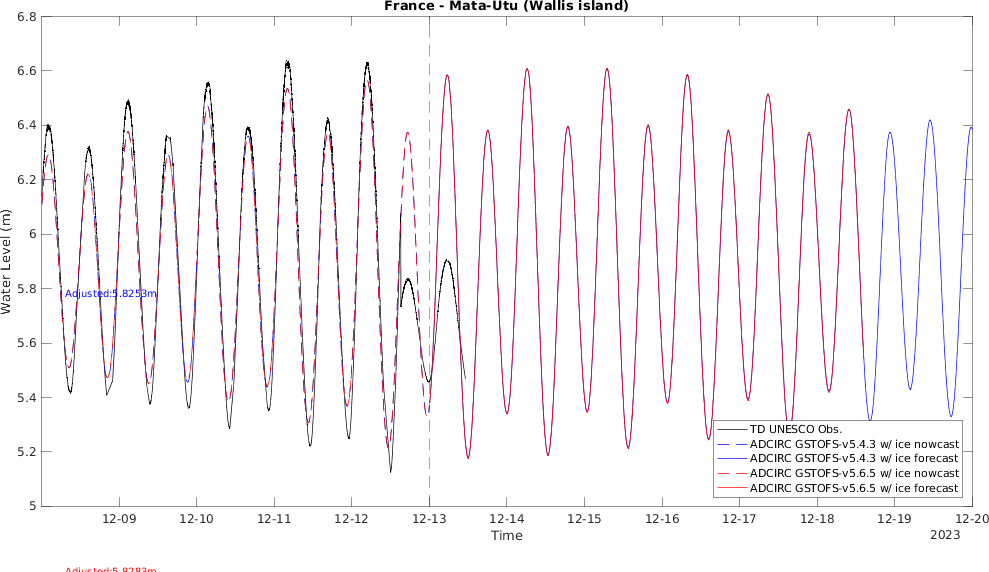 France - Mata-Utu (Wallis island)
6.8
6.6
6.4
6.2
6
5.8
5.6
5.4
5.2
5
Water Level (m)
Adjusted:5.8253m
TD UNESCO Obs.
ADCIRC GSTOFS-v5.4.3 w/ ice nowcast
ADCIRC GSTOFS-v5.4.3 w/ ice forecast
ADCIRC GSTOFS-v5.6.5 w/ ice nowcast
ADCIRC GSTOFS-v5.6.5 w/ ice forecast
12-09 12-10 12-11 12-12 12-13 12-14 12-15 12-16 12-17 12-18 12-19 12-20
Time
2023
Adjusted:5.8283m